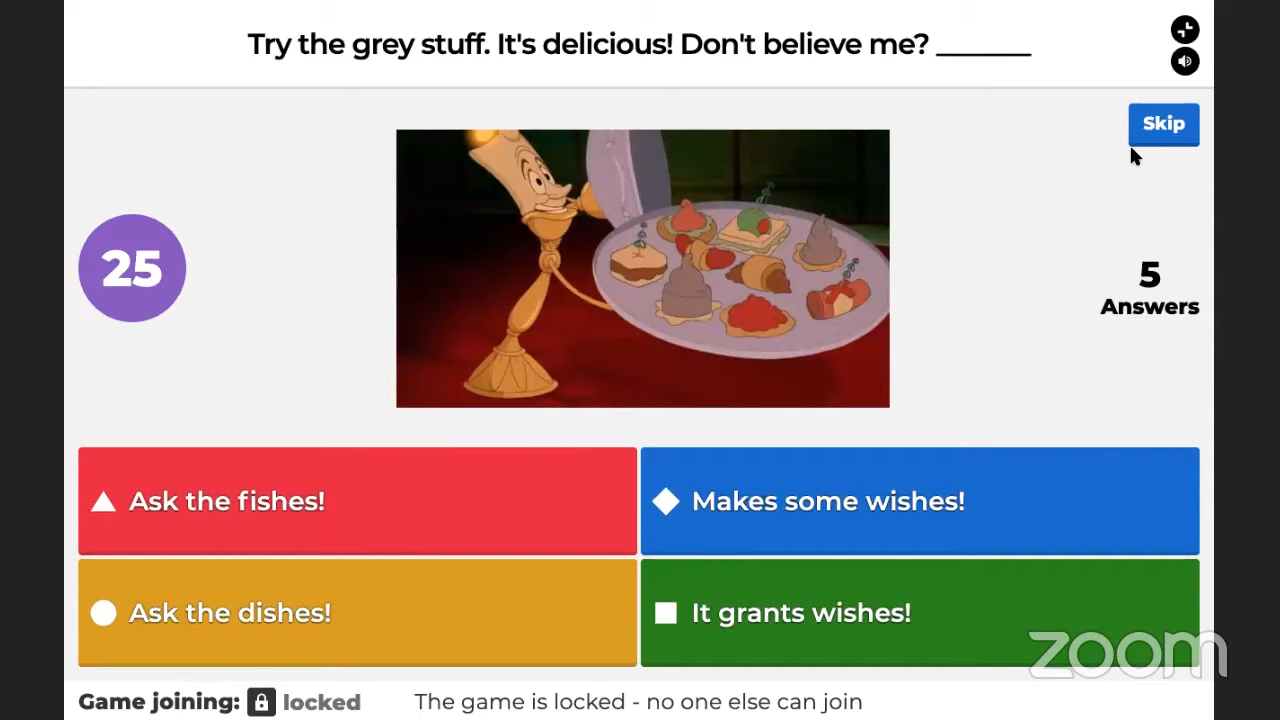 Try the grey stuff. It's delicious! Don't believe me? _______
Skip
25
5
Answers
Ask the fishes!
Makes some wishes!
Ask the dishes!
It grants wishes!
zoom
Game joining: locked The game is locked - no one else can join